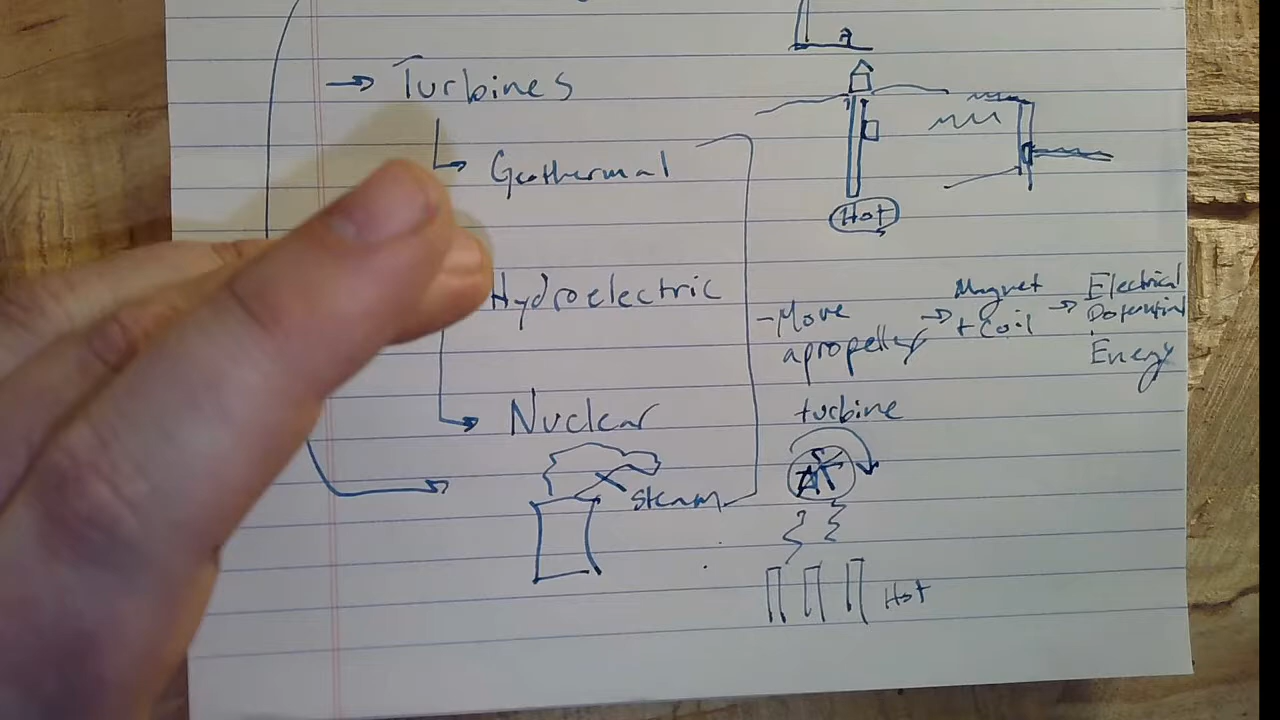 → Turbines
Geothermal
Hot
Hydroelectric
- Move
a propeller
→ Magnet
+ Coil
→ Electrical
Potential
Energy
Nuclear
turbine
steam
Hot